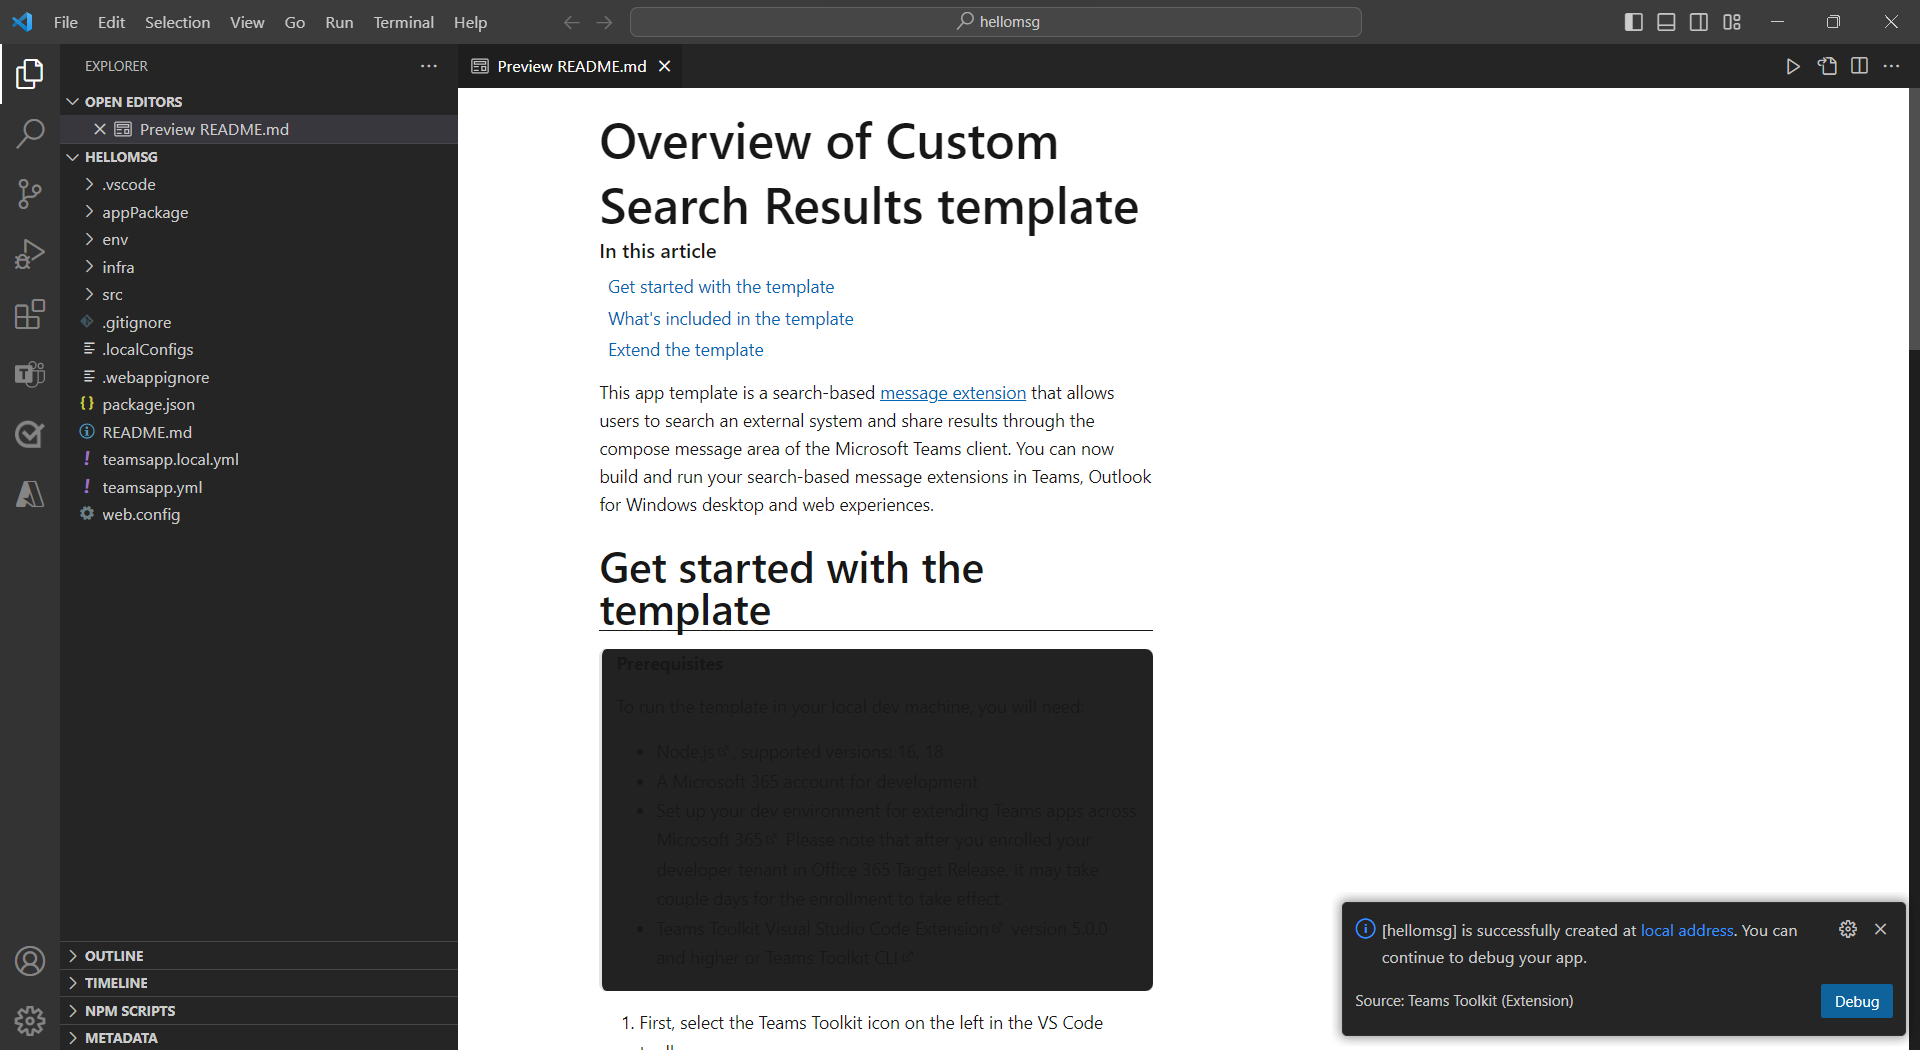 File Edit Selection View Go Run Terminal Help
hellomsg
EXPLORER
OPEN EDITORS
Preview README.md
HELLOMSG
.vscode
appPackage
env
infra
src
.gitignore
.localConfigs
.webappignore
{} package.json
README.md
! teamsapp.local.yml
! teamsapp.yml
web.config
OUTLINE
TIMELINE
NPM SCRIPTS
METADATA
Preview README.md
Overview of Custom
Search Results template
In this article
Get started with the template
What's included in the template
Extend the template
This app template is a search-based message extension that allows
users to search an external system and share results through the
compose message area of the Microsoft Teams client. You can now
build and run your search-based message extensions in Teams, Outlook
for Windows desktop and web experiences.
Get started with the
template
Prerequisites
To run the template in your local dev machine, you will need:
• Node.js, supported versions: 16, 18
• A Microsoft 365 account for development
• Set up your dev environment for extending Teams apps across
Microsoft 365 Please note that after you enrolled your
developer tenant in Office 365 Target Release, it may take
couple days for the enrollment to take effect.
• Teams Toolkit Visual Studio Code Extension version 5.0.0
and higher or Teams Toolkit CLI
1. First, select the Teams Toolkit icon on the left in the VS Code
[hellomsg] is successfully created at local address. You can
continue to debug your app.
Source: Teams Toolkit (Extension)
Debug